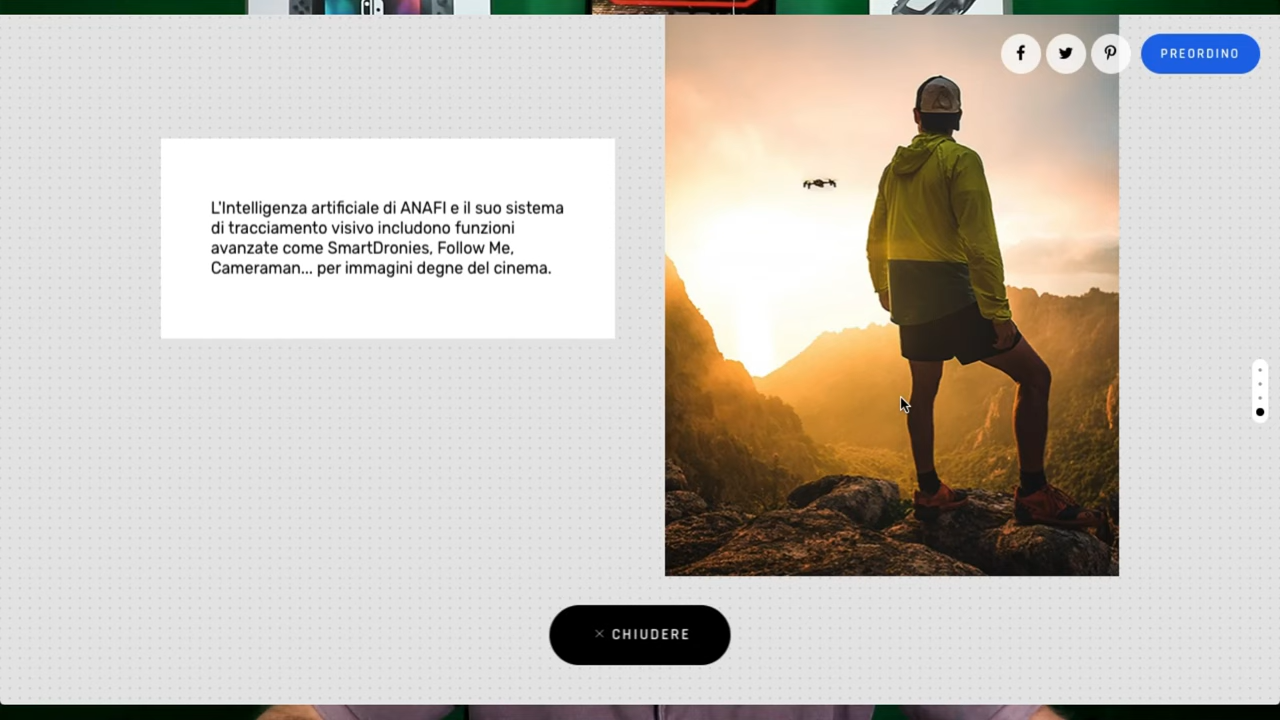 PREORDINO
L'Intelligenza artificiale di ANAFI e il suo sistema
di tracciamento visivo includono funzioni
avanzate come SmartDronies, Follow Me,
Cameraman... per immagini degne del cinema.
× CHIUDERE